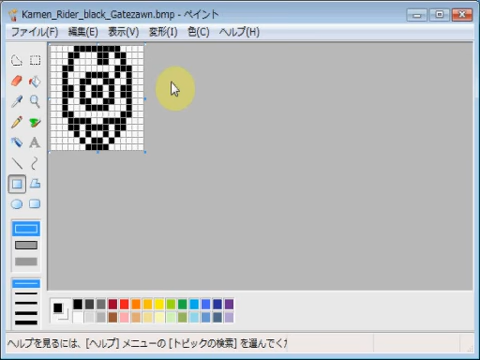 Kamen_Rider_black_Gatezawn.bmp - ペイント
ファイル(F) 編集(E) 表示(V) 変形(I) 色(C) ヘルプ(H)
A
ヘルプを見るには、[ヘルプ] メニューの [トピックの検索] を選んでくだ